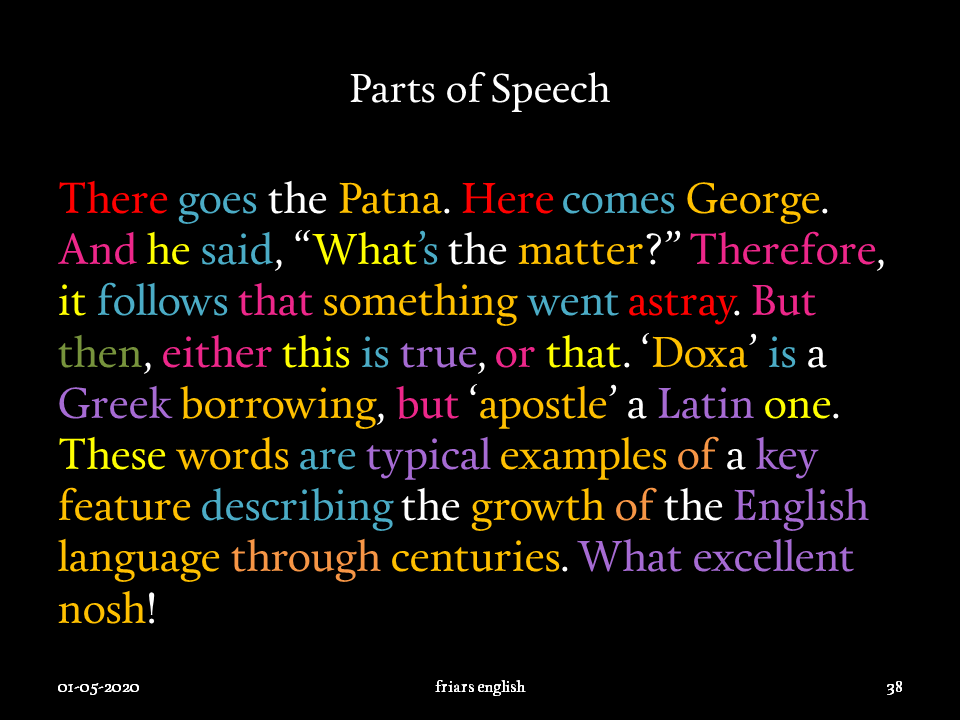 Parts of Speech
There goes the Patna. Here comes George.
And he said, “What’s the matter?” Therefore,
it follows that something went astray. But
then, either this is true, or that. ‘Doxa’ is a
Greek borrowing, but ‘apostle’ a Latin one.
These words are typical examples of a key
feature describing the growth of the English
language through centuries. What excellent
nosh!
01-05-2020 friars english 38